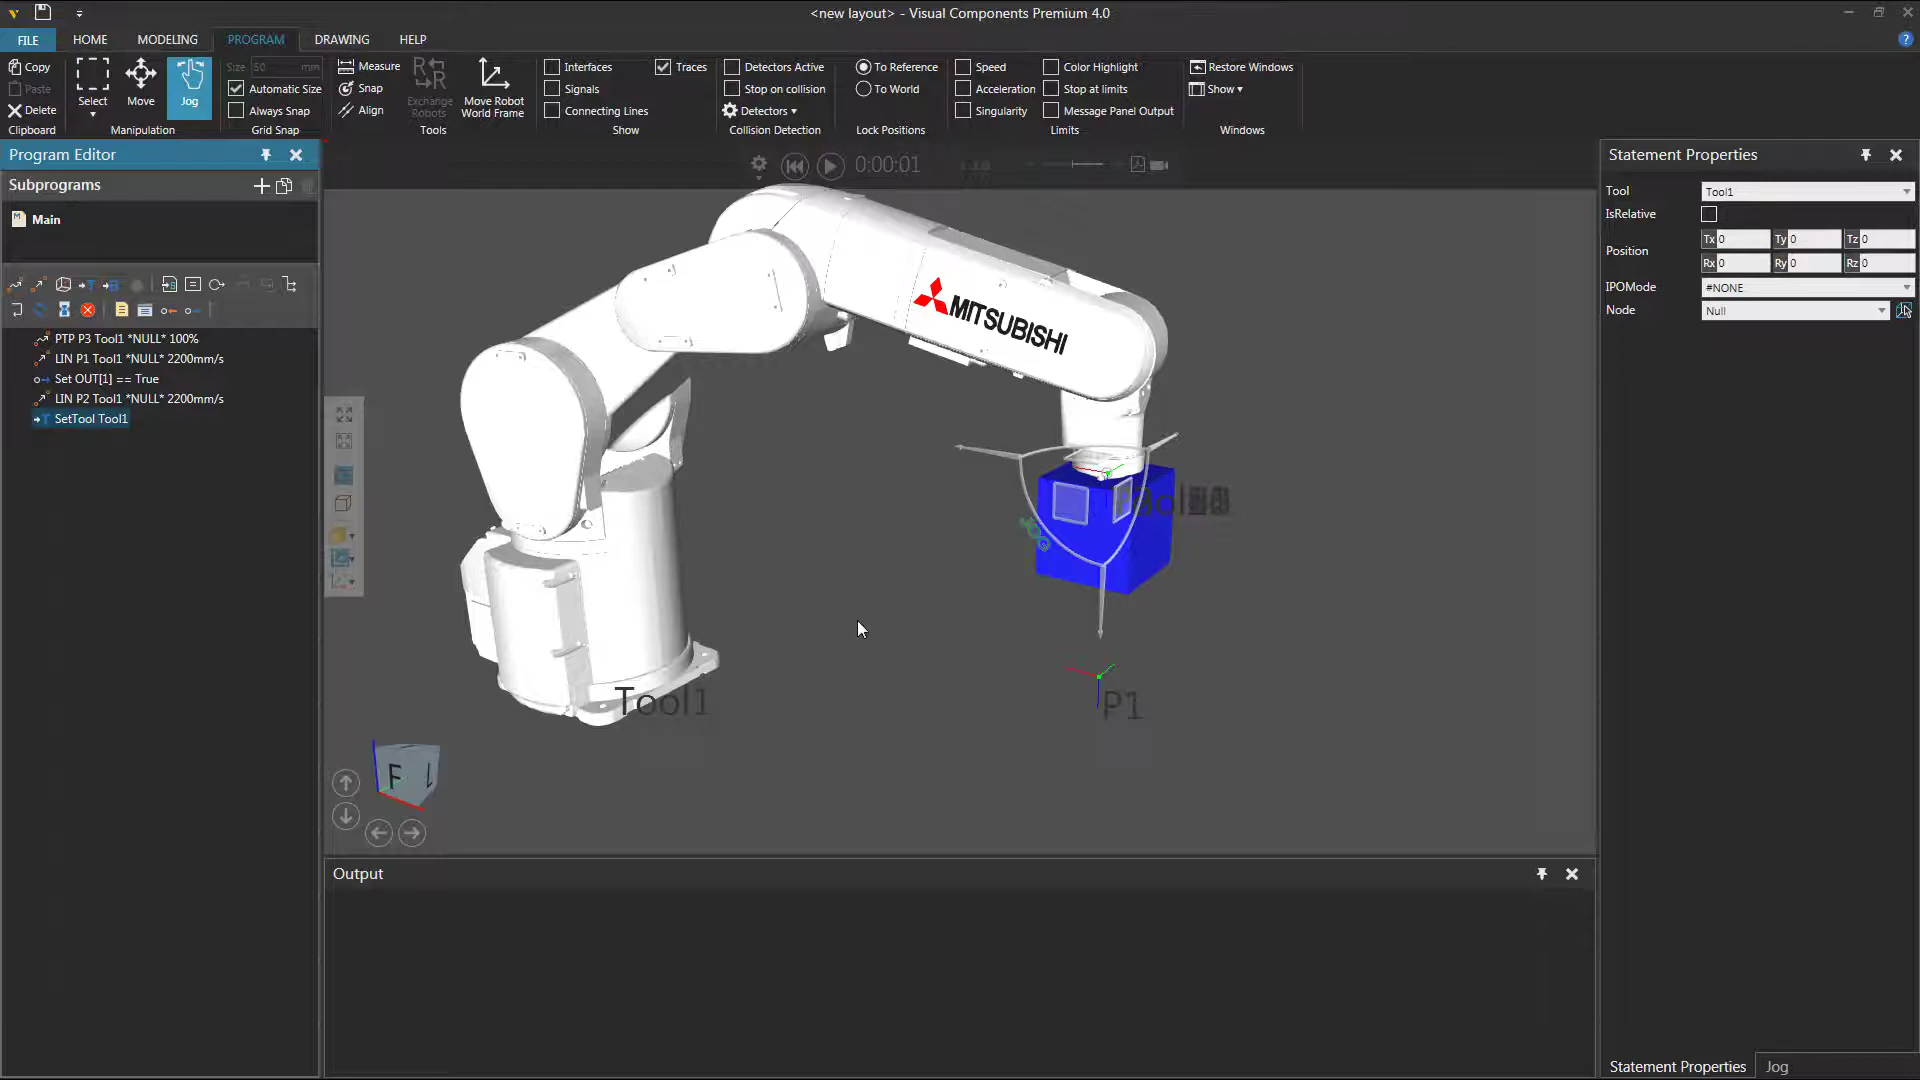 <new layout> - Visual Components Premium 4.0
FILE
HOME
MODELING
PROGRAM
DRAWING
HELP
Copy
Paste
Delete
Clipboard
Select
Move
Jog
Manipulation
Size 50 mm
Automatic Size
Always Snap
Grid Snap
Measure
Snap
Align
Exchange Robots
Move Robot World Frame
Tools
Interfaces
Signals
Connecting Lines
Traces
Show
Detectors Active
Stop on collision
Detectors
Collision Detection
To Reference
To World
Lock Positions
Speed
Acceleration
Singularity
Color Highlight
Stop at limits
Message Panel Output
Limits
Restore Windows
Show
Windows
Program Editor
Subprograms
Main
PTP P3 Tool1 *NULL* 100%
LIN P1 Tool1 *NULL* 2200mm/s
Set OUT[1] == True
LIN P2 Tool1 *NULL* 2200mm/s
SetTool Tool1
0:00:01
MITSUBISHI
Tool1
P1
F
L
Output
Statement Properties
Tool
Tool1
IsRelative
Position
Tx 0
Ty 0
Tz 0
Rx 0
Ry 0
Rz 0
IPOMode
#NONE
Node
Null
Statement Properties
Jog